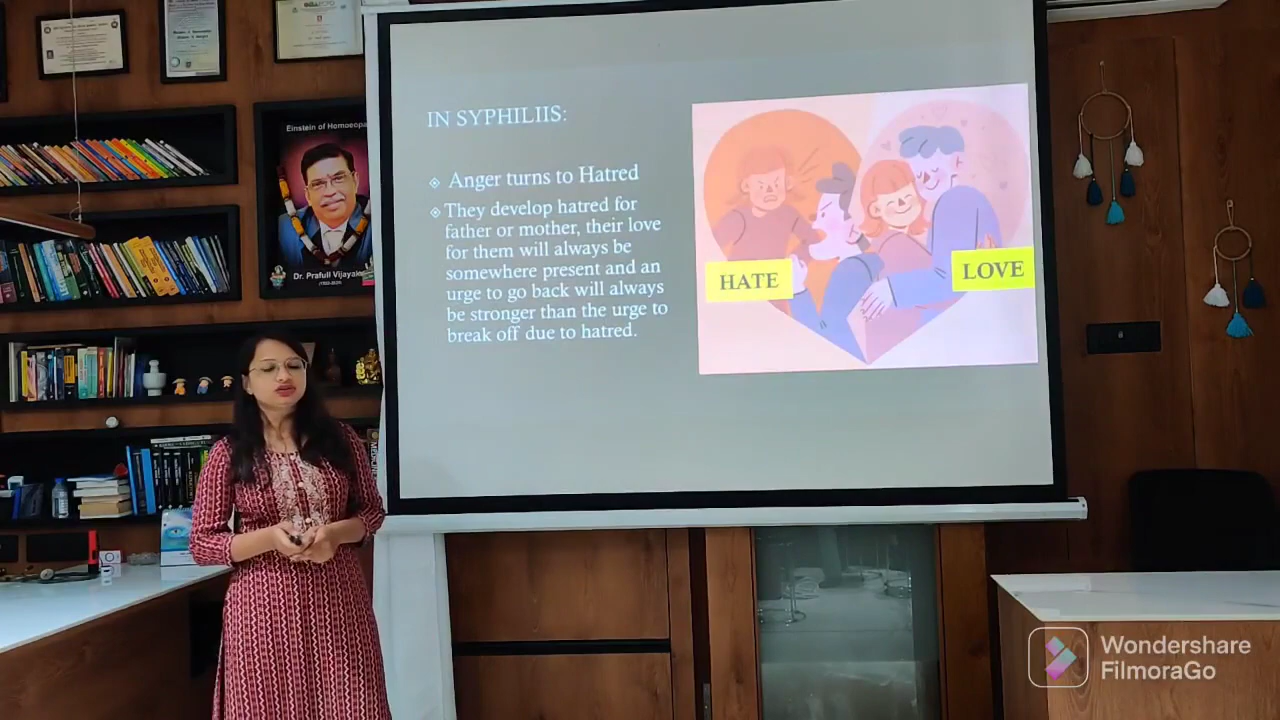 IN SYPHILIIS:
Anger turns to Hatred
They develop hatred for
father or mother, their love
for them will always be
somewhere present and an
urge to go back will always
be stronger than the urge to
break off due to hatred.
HATE
LOVE
Einstein of Homoeopa
Dr. Prafull Vijayak
Wondershare
FilmoraGo